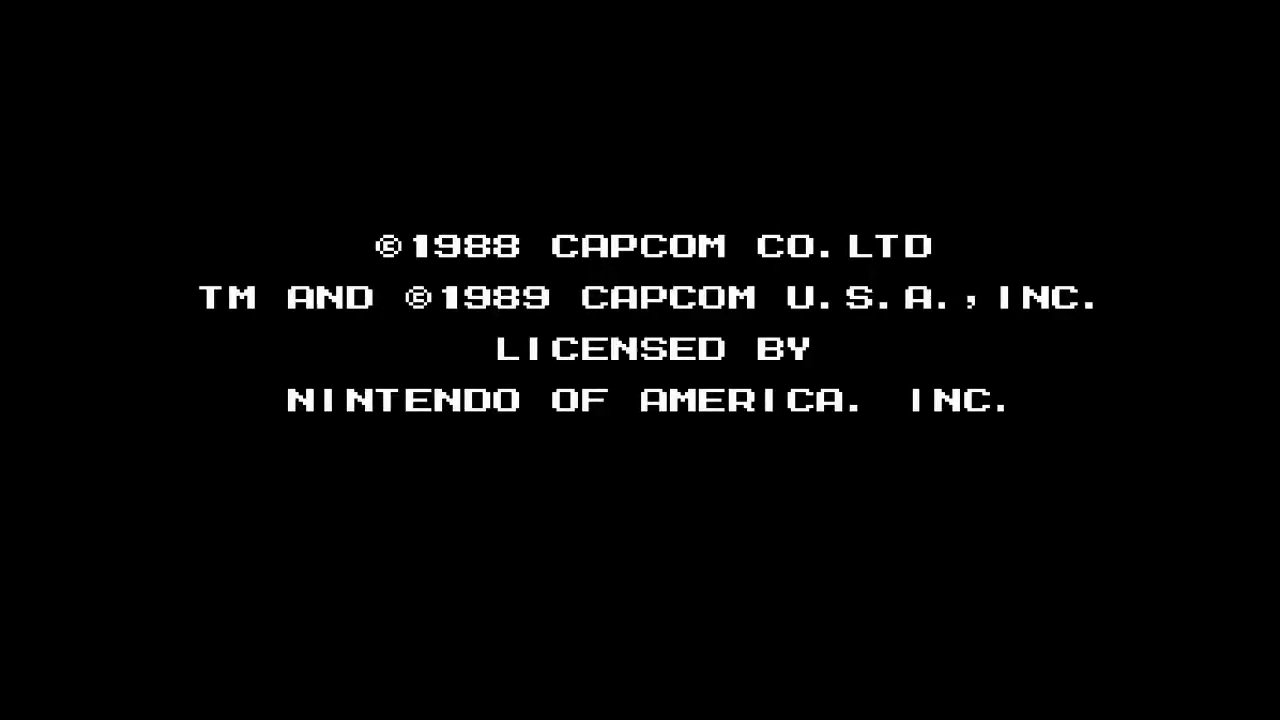 ©1988 CAPCOM CO.LTD
TM AND ©1989 CAPCOM U.S.A.,INC.
LICENSED BY
NINTENDO OF AMERICA. INC.